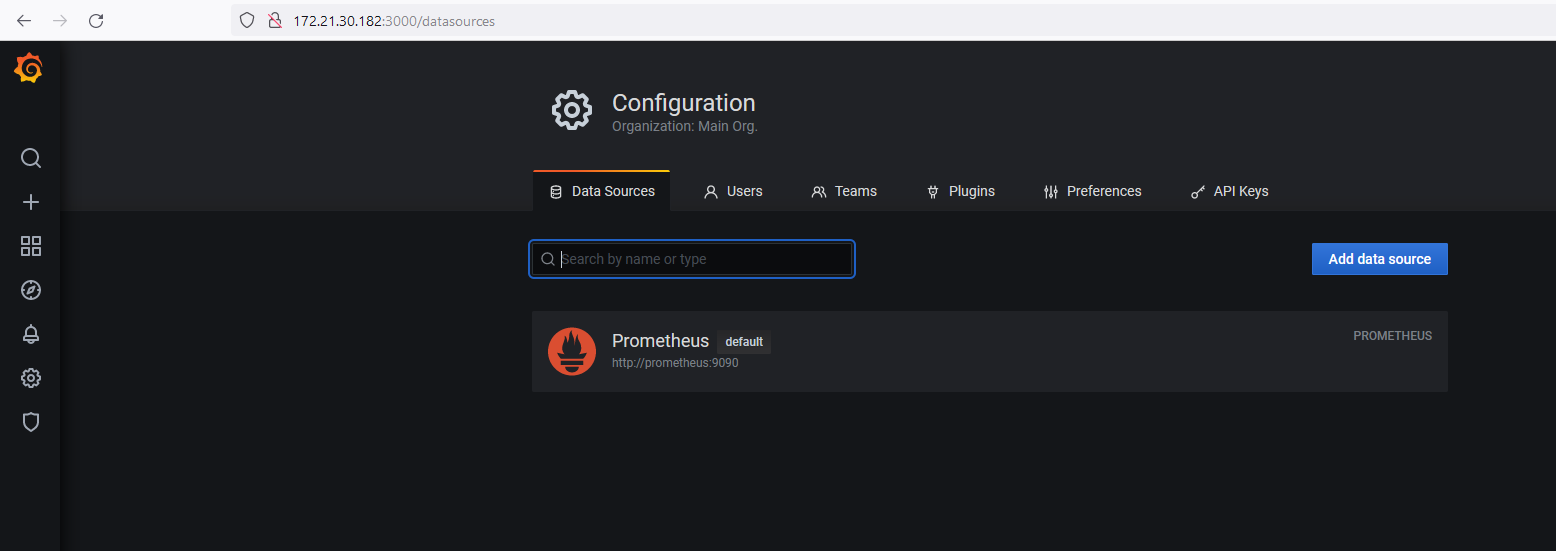 172.21.30.182:3000/datasources
Configuration
Organization: Main Org.
Data Sources Users Teams Plugins Preferences API Keys
Search by name or type Add data source
Prometheus default PROMETHEUS
http://prometheus:9090